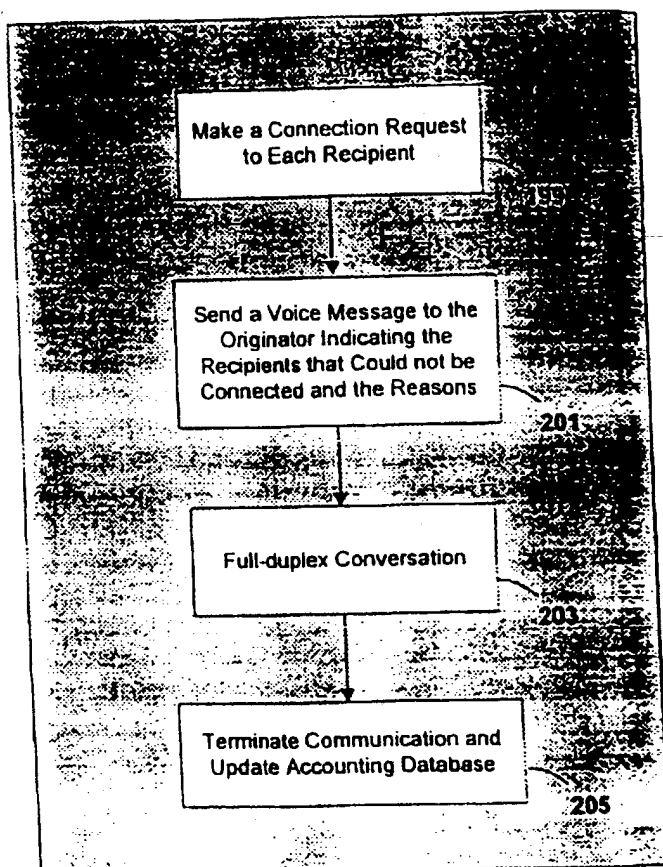 Make a Connection Request
to Each Recipient
199
Send a Voice Message to the
Originator Indicating the
Recipients that Could not be
Connected and the Reasons
201
Full-duplex Conversation
203
Terminate Communication and
Update Accounting Database
205